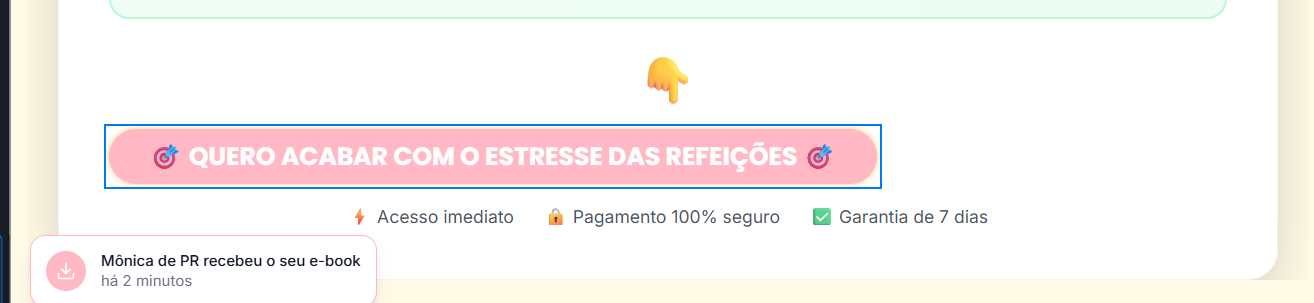 🎯 QUERO ACABAR COM O ESTRESSE DAS REFEIÇÕES 🎯
⚡ Acesso imediato 🔒 Pagamento 100% seguro ✅ Garantia de 7 dias
Mônica de PR recebeu o seu e-book
há 2 minutos